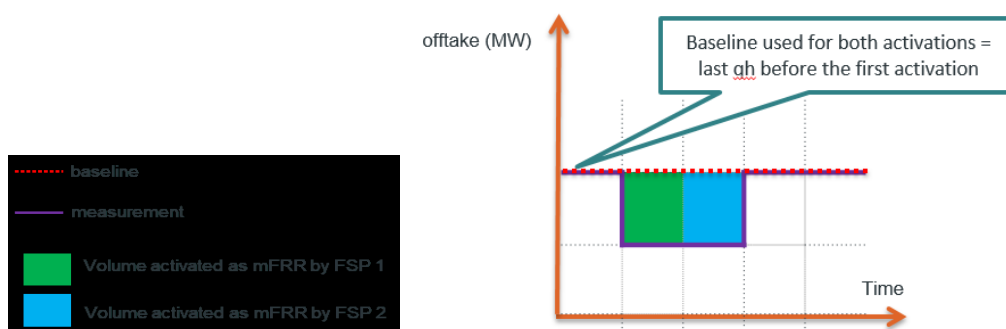 offtake (MW)
Baseline used for both activations =
last qh before the first activation
baseline
measurement
Volume activated as mFRR by FSP 1
Volume activated as mFRR by FSP 2
Time